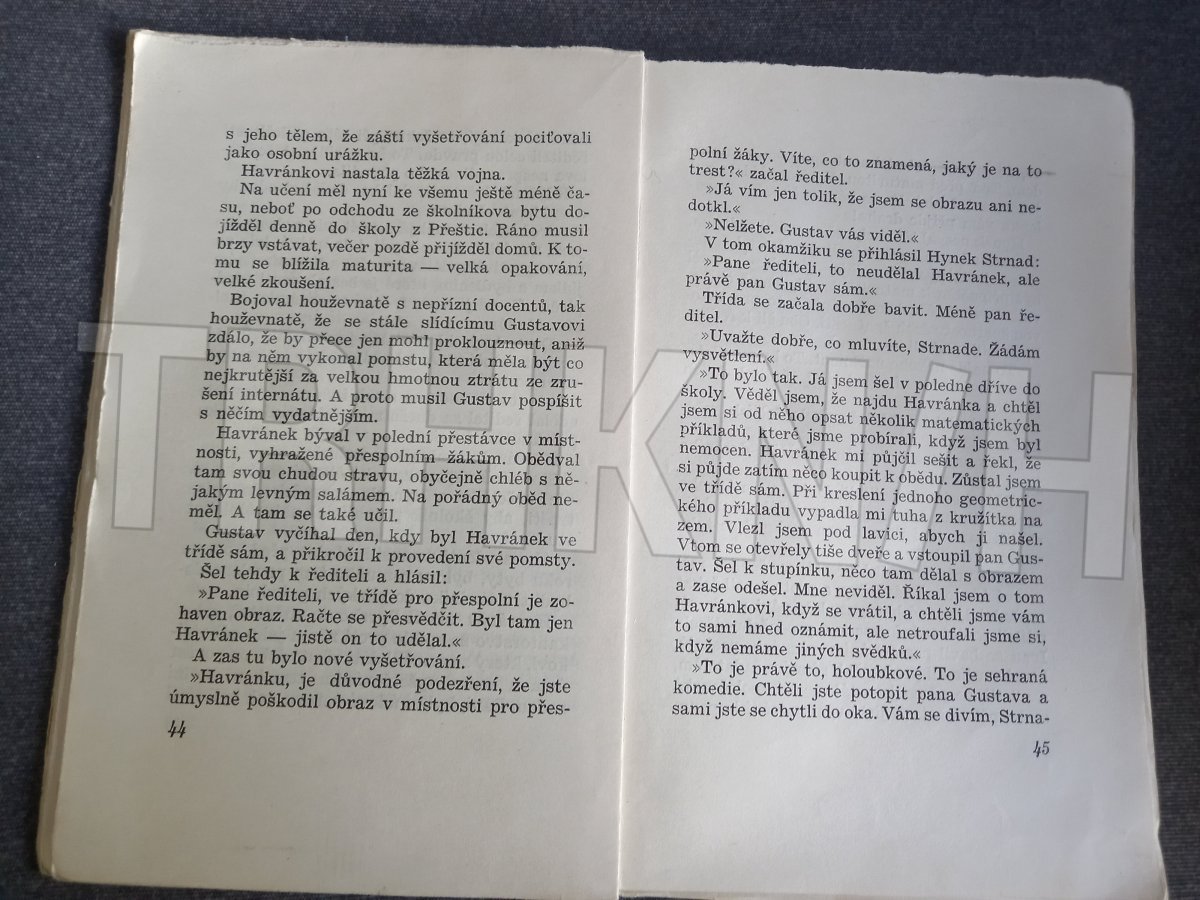 s jeho tělem, že záští vyšetřování pociťovali
jako osobní urážku.
Havránkovi nastala těžká vojna.
Na učení měl nyní ke všemu ještě méně ča-
su, neboť po odchodu ze školníkova bytu do-
jížděl denně do školy z Přeštic. Ráno musil
brzy vstávat, večer pozdě přijížděl domů. K to-
mu se blížila maturita — velká opakování,
velké zkoušení.
Bojoval houževnatě s nepřízní docentů, tak
houževnatě, že se stále slídícímu Gustavovi
zdálo, že by přece jen mohl proklouznout, aniž
by na něm vykonal pomstu, která měla být co
nejkrutější za velkou hmotnou ztrátu ze zru-
šení internátu. A proto musil Gustav pospíšit
s něčím vydatnějším.
Havránek býval v polední přestávce v míst-
nosti, vyhražené přespolním žákům. Obědval
tam svou chudou stravu, obyčejně chléb s ně-
jakým levným salámem. Na pořádný oběd ne-
měl. A tam se také učil.
Gustav vyčíhal den, kdy byl Havránek ve
třídě sám, a přikročil k provedení své pomsty.
Šel tehdy k řediteli a hlásil:
»Pane řediteli, ve třídě pro přespolní je zo-
haven obraz. Račte se přesvědčit. Byl tam jen
Havránek — jistě on to udělal.«
A zas tu bylo nové vyšetřování.
»Havránku, je důvodné podezření, že jste
úmyslně poškodil obraz v místnosti pro přes-
44
polní žáky. Víte, co to znamená, jaký je na to
trest?« začal ředitel.
»Já vím jen tolik, že jsem se obrazu ani ne-
dotkl.«
»Nelžete. Gustav vás viděl.«
V tom okamžiku se přihlásil Hynek Strnad:
»Pane řediteli, to neudělal Havránek, ale
právě pan Gustav sám.«
Třída se začala dobře bavit. Méně pan ře-
ditel.
»Uvažte dobře, co mluvíte, Strnade. Žádám
vysvětlení.«
»To bylo tak. Já jsem šel v poledne dříve do
školy. Věděl jsem, že najdu Havránka a chtěl
jsem si od něho opsat několik matematických
příkladů, které jsme probírali, když jsem byl
nemocen. Havránek mi půjčil sešit a řekl, že
si půjde zatím něco koupit k obědu. Zůstal jsem
ve třídě sám. Při kreslení jednoho geometric-
kého příkladu vypadla mi tuha z kružítka na
zem. Vlezl jsem pod lavici, abych ji našel.
Vtom se otevřely tiše dveře a vstoupil pan Gus-
tav. Šel k stupínku, něco tam dělal s obrazem
a zase odešel. Mne neviděl. Říkal jsem o tom
Havránkovi, když se vrátil, a chtěli jsme vám
to sami hned oznámit, ale netroufali jsme si,
když nemáme jiných svědků.«
»To je právě to, holoubkové. To je sehraná
komedie. Chtěli jste potopit pana Gustava a
sami jste se chytli do oka. Vám se divím, Strna-
45
TRHKNIH